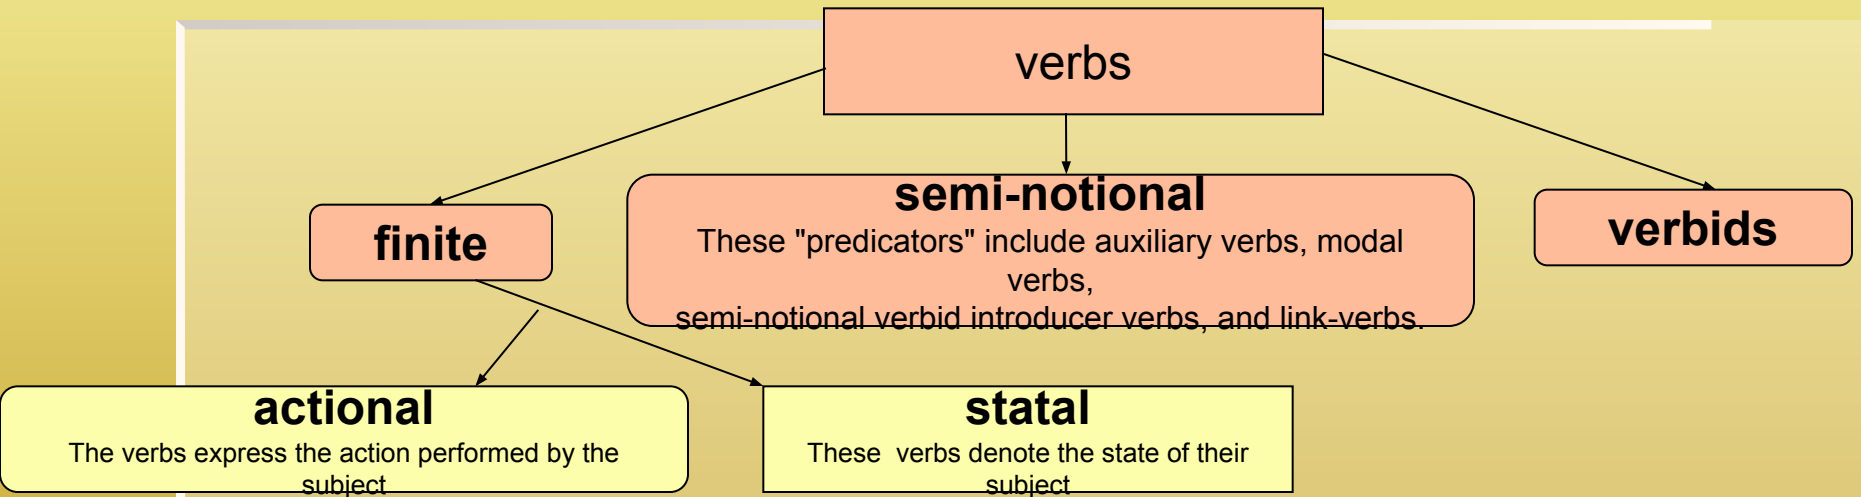 verbs
finite
semi-notional
These "predicators" include auxiliary verbs, modal
verbs,
semi-notional verbid introducer verbs, and link-verbs.
verbids
actional
The verbs express the action performed by the
subject
statal
These verbs denote the state of their
subject